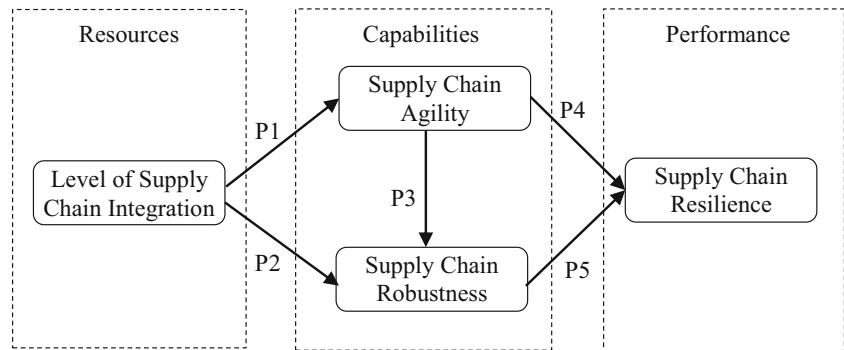 Resources
Capabilities
Performance
Supply Chain
Agility
P1
P4
Level of Supply
Chain Integration
P3
Supply Chain
Resilience
P2
Supply Chain
Robustness
P5